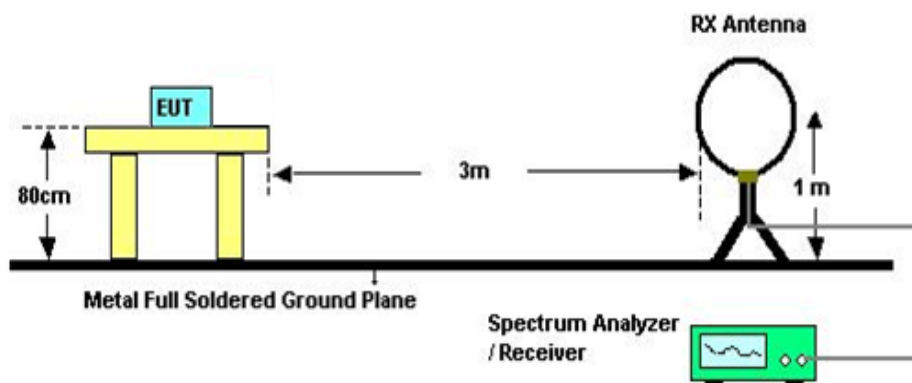 RX Antenna
EUT
3m
80cm
1 m
Metal Full Soldered Ground Plane
Spectrum Analyzer
/ Receiver